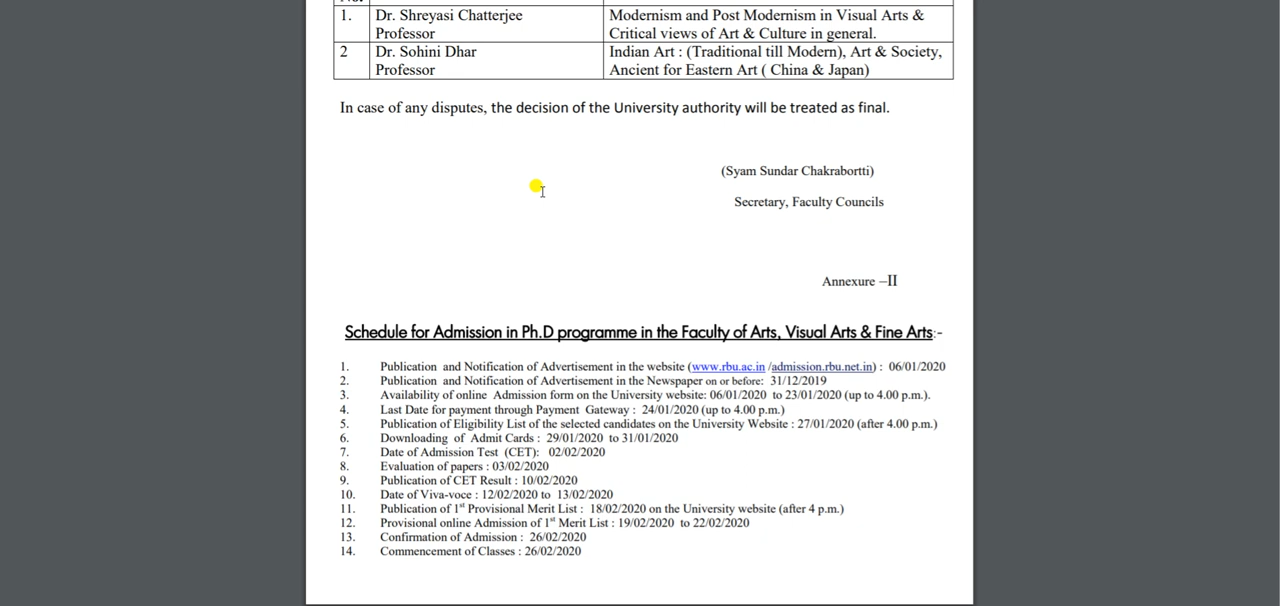 No.
1. Dr. Shreyasi Chatterjee Modernism and Post Modernism in Visual Arts &
Professor Critical views of Art & Culture in general.
2 Dr. Sohini Dhar Indian Art : (Traditional till Modern), Art & Society,
Professor Ancient for Eastern Art ( China & Japan)
In case of any disputes, the decision of the University authority will be treated as final.
(Syam Sundar Chakrabortti)
Secretary, Faculty Councils
Annexure –II
Schedule for Admission in Ph.D programme in the Faculty of Arts, Visual Arts & Fine Arts:-
1. Publication and Notification of Advertisement in the website (www.rbu.ac.in /admission.rbu.net.in) : 06/01/2020
2. Publication and Notification of Advertisement in the Newspaper on or before: 31/12/2019
3. Availability of online Admission form on the University website: 06/01/2020 to 23/01/2020 (up to 4.00 p.m.).
4. Last Date for payment through Payment Gateway : 24/01/2020 (up to 4.00 p.m.)
5. Publication of Eligibility List of the selected candidates on the University Website : 27/01/2020 (after 4.00 p.m.)
6. Downloading of Admit Cards : 29/01/2020 to 31/01/2020
7. Date of Admission Test (CET): 02/02/2020
8. Evaluation of papers : 03/02/2020
9. Publication of CET Result : 10/02/2020
10. Date of Viva-voce : 12/02/2020 to 13/02/2020
11. Publication of 1st Provisional Merit List : 18/02/2020 on the University website (after 4 p.m.)
12. Provisional online Admission of 1st Merit List : 19/02/2020 to 22/02/2020
13. Confirmation of Admission : 26/02/2020
14. Commencement of Classes : 26/02/2020